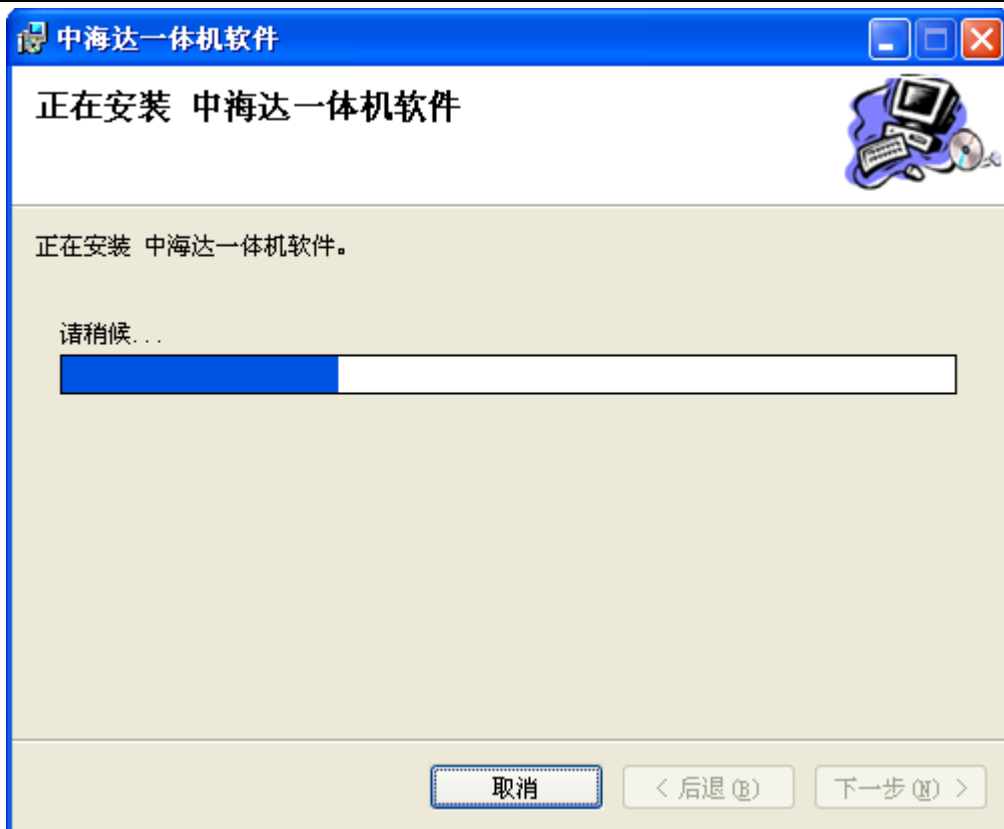 中海达一体机软件
正在安装 中海达一体机软件
正在安装 中海达一体机软件。
请稍候...
取消
< 后退(B)
下一步(N) >